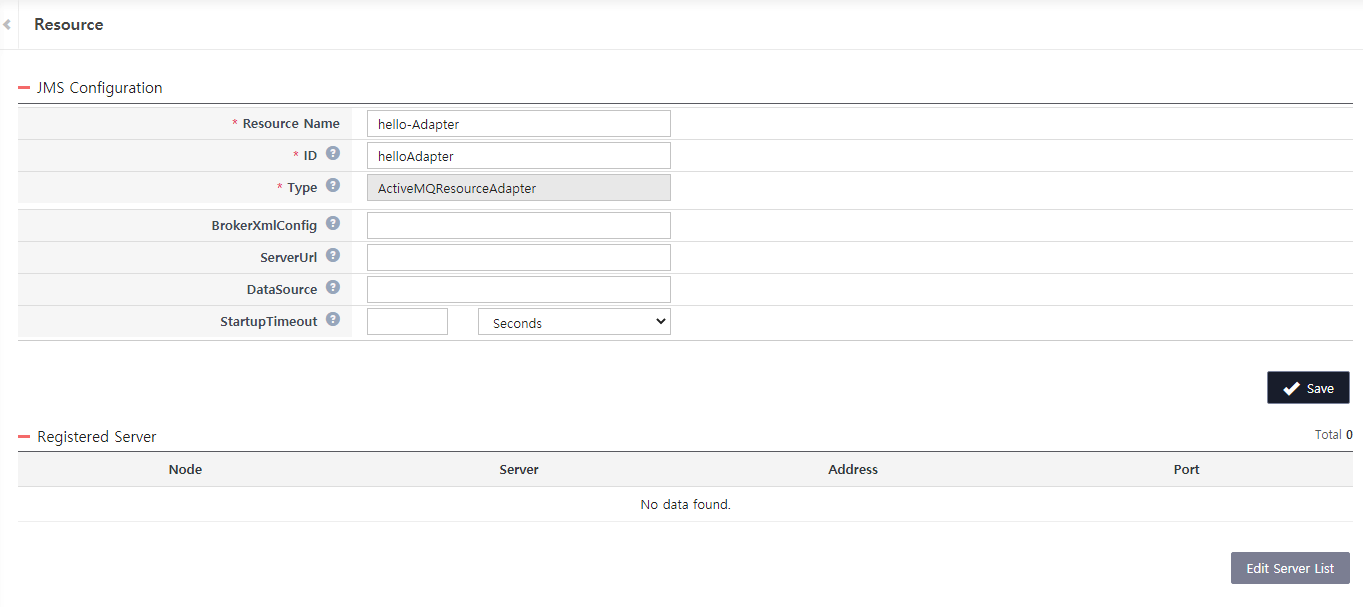 Resource
JMS Configuration
* Resource Name hello-Adapter
* ID ? helloAdapter
* Type ? ActiveMQResourceAdapter
BrokerXmlConfig ?
ServerUrl ?
DataSource ?
StartupTimeout ? Seconds
Save
Registered Server Total 0
Node Server Address Port
No data found.
Edit Server List